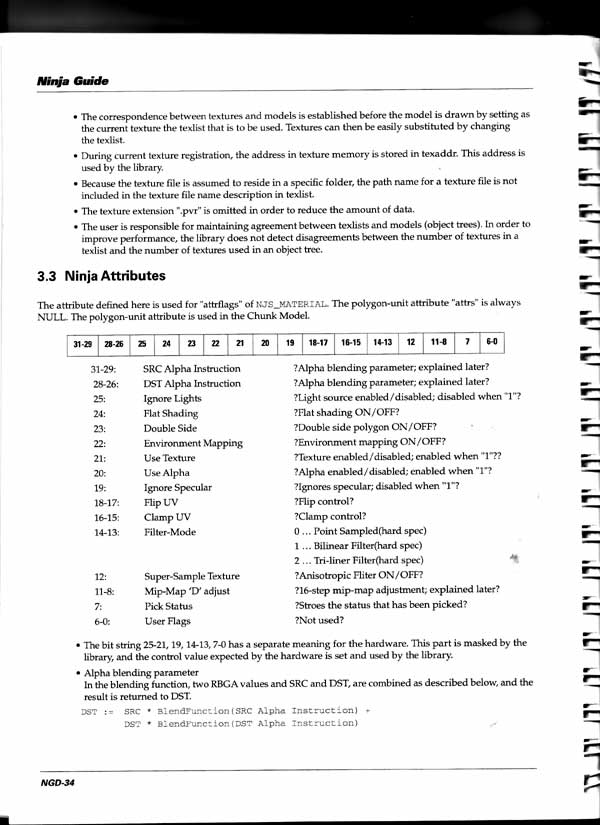 Ninja Guide
• The correspondence between textures and models is established before the model is drawn by setting as
the current texture the texlist that is to be used. Textures can then be easily substituted by changing
the texlist.
• During current texture registration, the address in texture memory is stored in texaddr. This address is
used by the library.
• Because the texture file is assumed to reside in a specific folder, the path name for a texture file is not
included in the texture file name description in texlist.
• The texture extension ".pvr" is omitted in order to reduce the amount of data.
• The user is responsible for maintaining agreement between texlists and models (object trees). In order to
improve performance, the library does not detect disagreements between the number of textures in a
texlist and the number of textures used in an object tree.
3.3 Ninja Attributes
The attribute defined here is used for "attrflags" of NJS_MATERIAL. The polygon-unit attribute "attrs" is always
NULL. The polygon-unit attribute is used in the Chunk Model.
31-29 28-26 25 24 23 22 21 20 19 18-17 16-15 14-13 12 11-8 7 6-0
31-29: SRC Alpha Instruction ?Alpha blending parameter; explained later?
28-26: DST Alpha Instruction ?Alpha blending parameter; explained later?
25: Ignore Lights ?Light source enabled/disabled; disabled when "1"?
24: Flat Shading ?Flat shading ON/OFF?
23: Double Side ?Double side polygon ON/OFF?
22: Environment Mapping ?Environment mapping ON/OFF?
21: Use Texture ?Texture enabled/disabled; enabled when "1"??
20: Use Alpha ?Alpha enabled/disabled; enabled when "1"?
19: Ignore Specular ?Ignores specular; disabled when "1"?
18-17: Flip UV ?Flip control?
16-15: Clamp UV ?Clamp control?
14-13: Filter-Mode 0 ... Point Sampled(hard spec)
1 ... Bilinear Filter(hard spec)
2 ... Tri-liner Filter(hard spec)
12: Super-Sample Texture ?Anisotropic Fliter ON/OFF?
11-8: Mip-Map 'D' adjust ?16-step mip-map adjustment; explained later?
7: Pick Status ?Stroes the status that has been picked?
6-0: User Flags ?Not used?
• The bit string 25-21, 19, 14-13, 7-0 has a separate meaning for the hardware. This part is masked by the
library, and the control value expected by the hardware is set and used by the library.
• Alpha blending parameter
In the blending function, two RBGA values and SRC and DST, are combined as described below, and the
result is returned to DST.
DST := SRC * BlendFunction(SRC Alpha Instruction) +
DST * BlendFunction(DST Alpha Instruction)
NGD-34